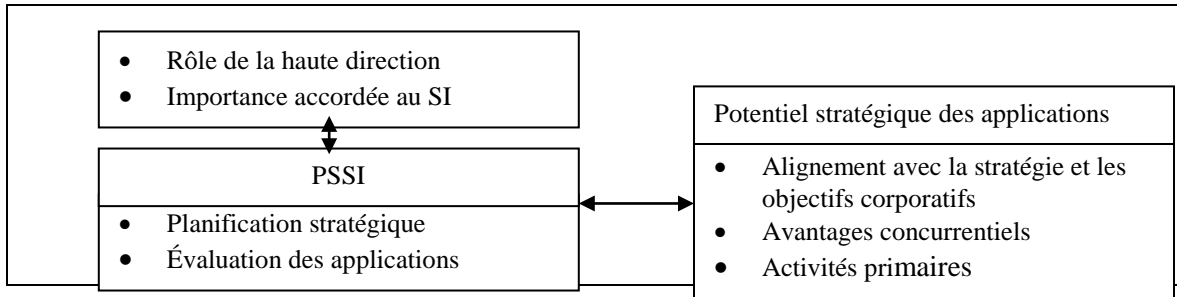 • Rôle de la haute direction
• Importance accordée au SI
PSSI
• Planification stratégique
• Évaluation des applications
Potentiel stratégique des applications
• Alignement avec la stratégie et les
objectifs corporatifs
• Avantages concurrentiels
• Activités primaires